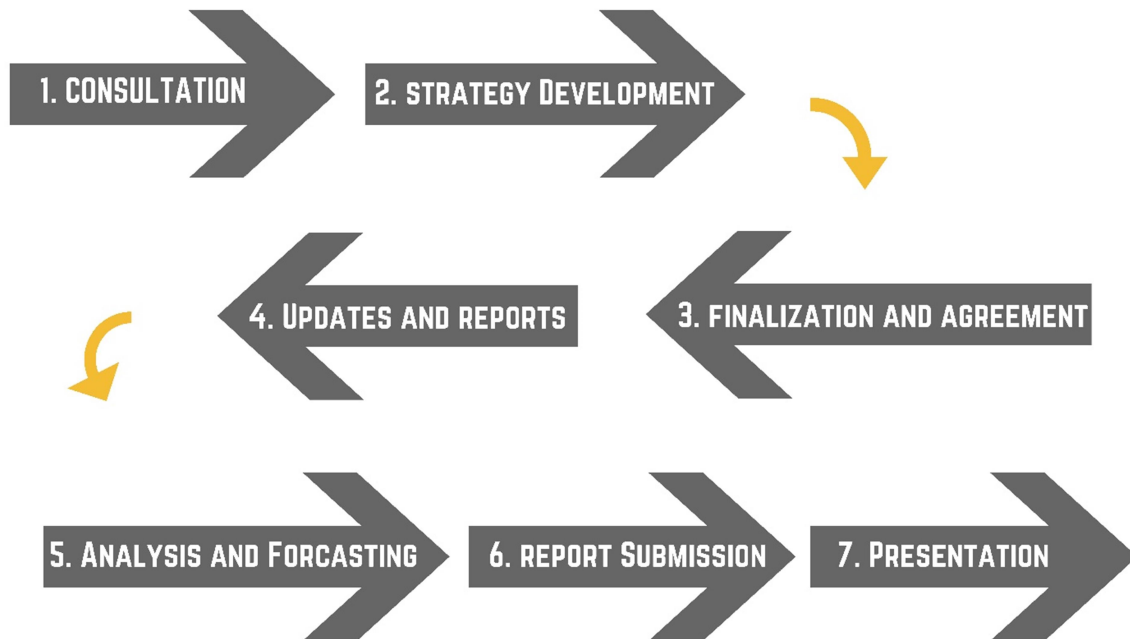 1. CONSULTATION
2. STRATEGY DEVELOPMENT
3. FINALIZATION AND AGREEMENT
4. UPDATES AND REPORTS
5. ANALYSIS AND FORCASTING
6. REPORT SUBMISSION
7. PRESENTATION